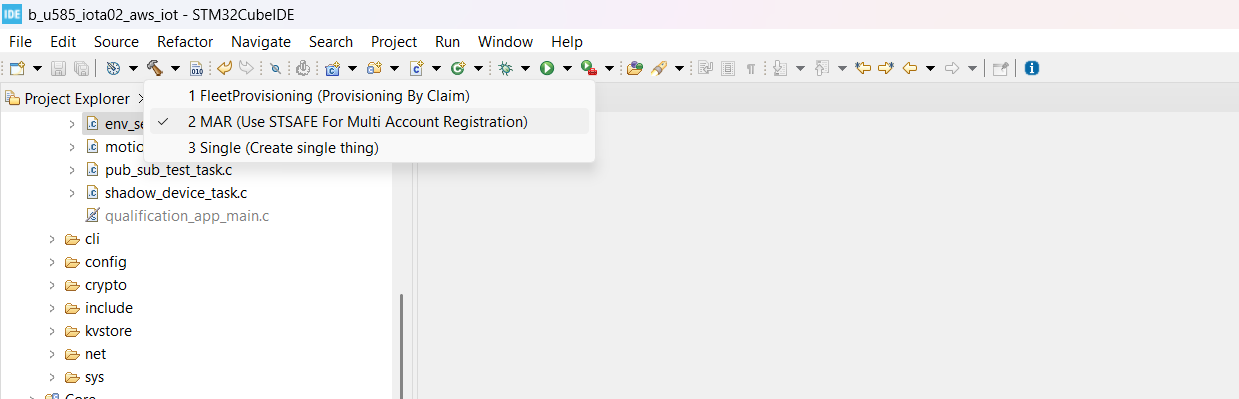 IDE b_u585_iota02_aws_iot - STM32CubeIDE
File Edit Source Refactor Navigate Search Project Run Window Help
010
Project Explorer
1 FleetProvisioning (Provisioning By Claim)
env_se
2 MAR (Use STSAFE For Multi Account Registration)
motio
3 Single (Create single thing)
pub_sub_test_task.c
shadow_device_task.c
qualification_app_main.c
cli
config
crypto
include
kvstore
net
sys
Core